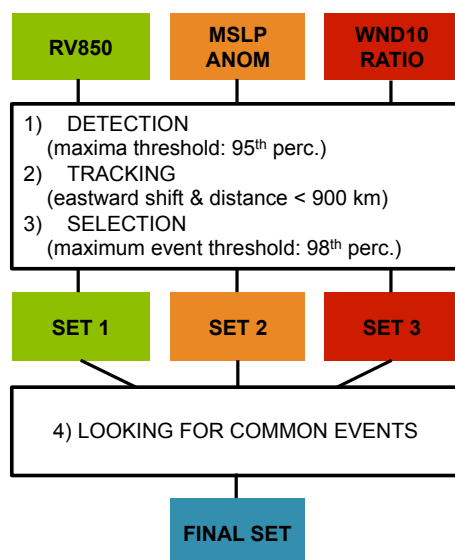 RV850
MSLP
ANOM
WND10
RATIO
1) DETECTION
(maxima threshold: 95th perc.)
2) TRACKING
(eastward shift & distance < 900 km)
3) SELECTION
(maximum event threshold: 98th perc.)
SET 1
SET 2
SET 3
4) LOOKING FOR COMMON EVENTS
FINAL SET